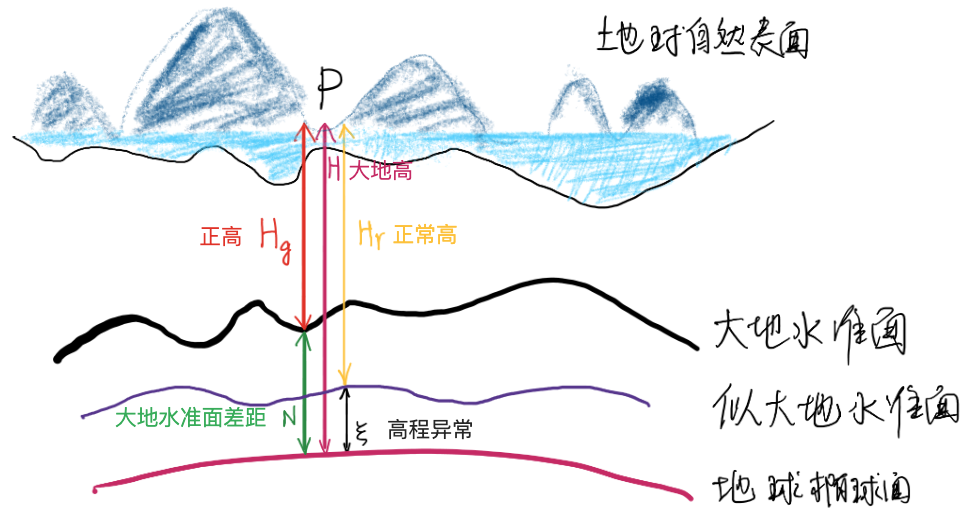 土地球自然表面
P
H 大地高
正高 Hg
Hr 正常高
大地水准面
似大地水准面
大地水准面差距 N
ξ 高程异常
地球椭球面